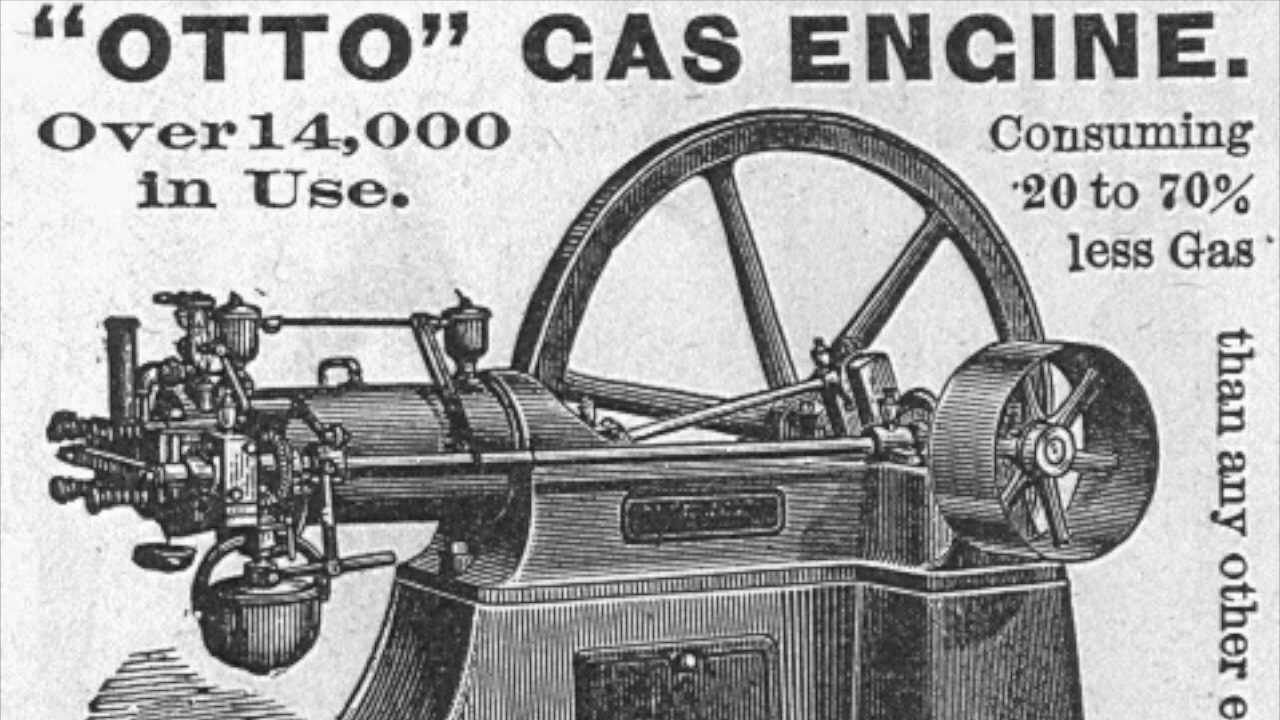 “OTTO” GAS ENGINE.
Over 14,000
in Use.
Consuming
20 to 70%
less Gas
than any other e